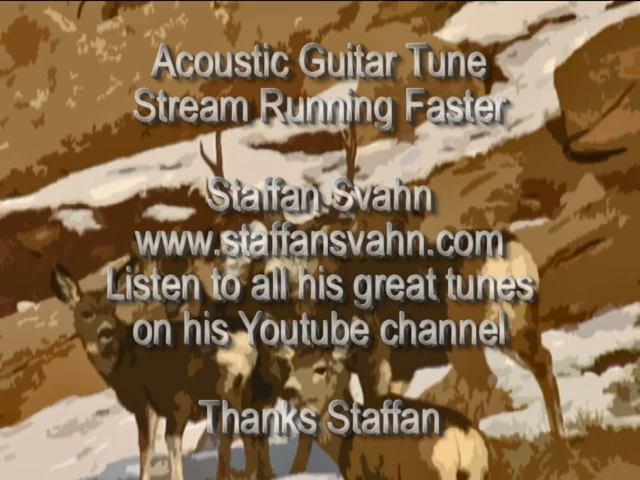 Acoustic Guitar Tune
Stream Running Faster
Staffan Svahn
www.staffansvahn.com
Listen to all his great tunes
on his Youtube channel
Thanks Staffan